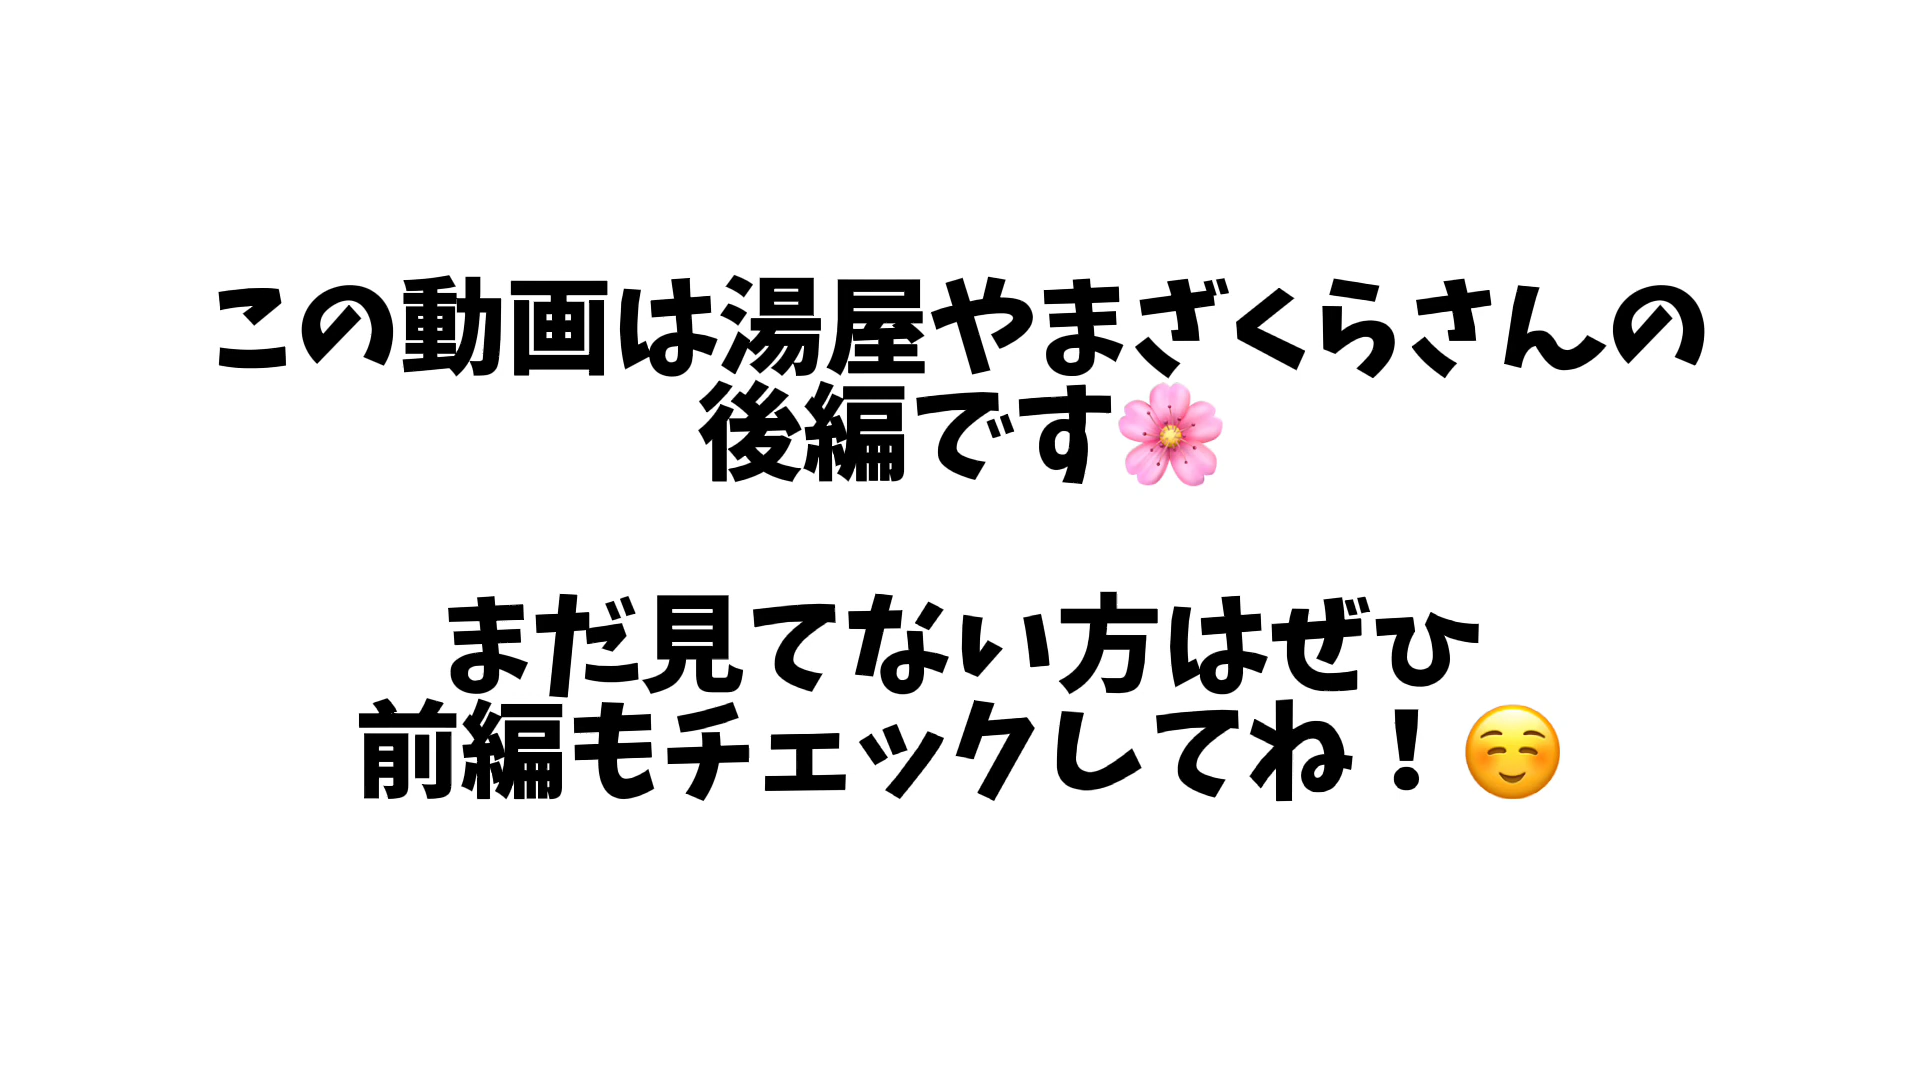 この動画は湯屋やまざくらさんの
後編です🌸
まだ見てない方はぜひ
前編もチェックしてね！☺️